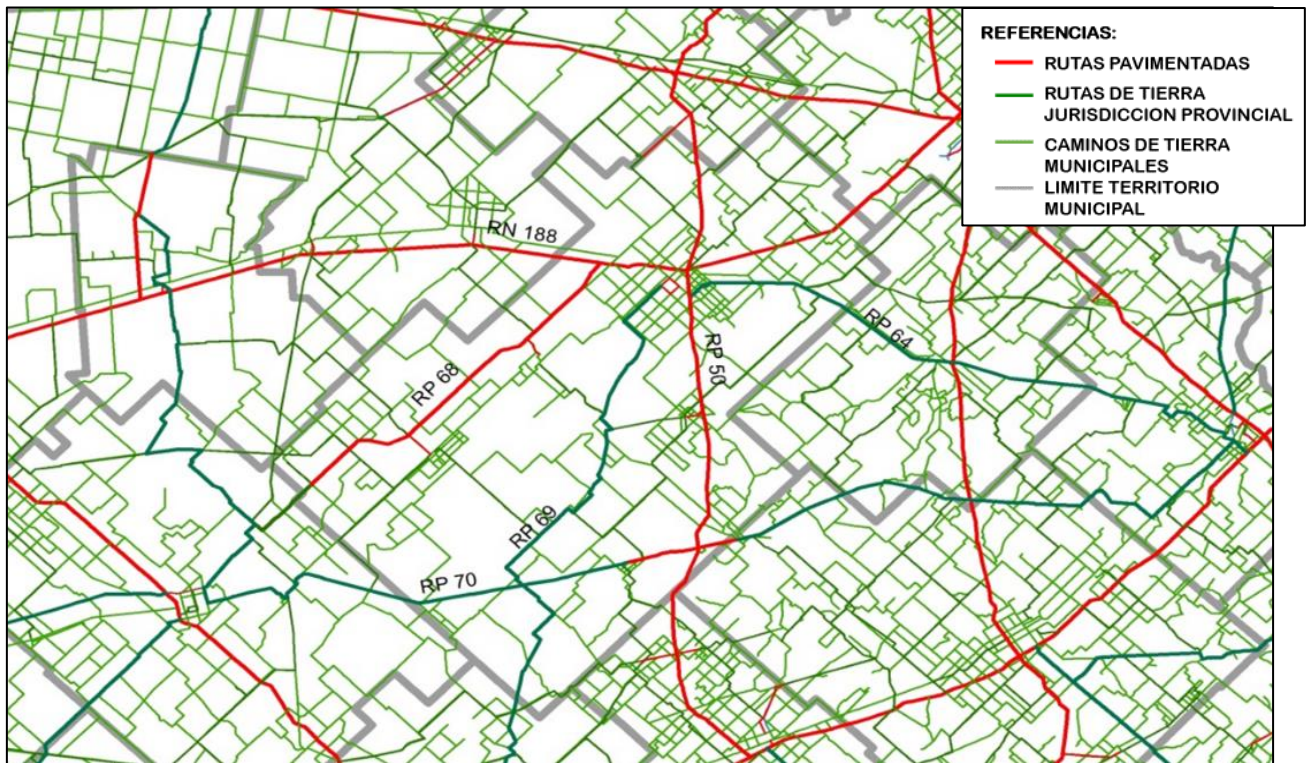 REFERENCIAS:
RUTAS PAVIMENTADAS
RUTAS DE TIERRA
JURISDICCION PROVINCIAL
CAMINOS DE TIERRA
MUNICIPALES
LIMITE TERRITORIO
MUNICIPAL
RN 188
RP 64
RP 50
RP 68
RP 69
RP 70